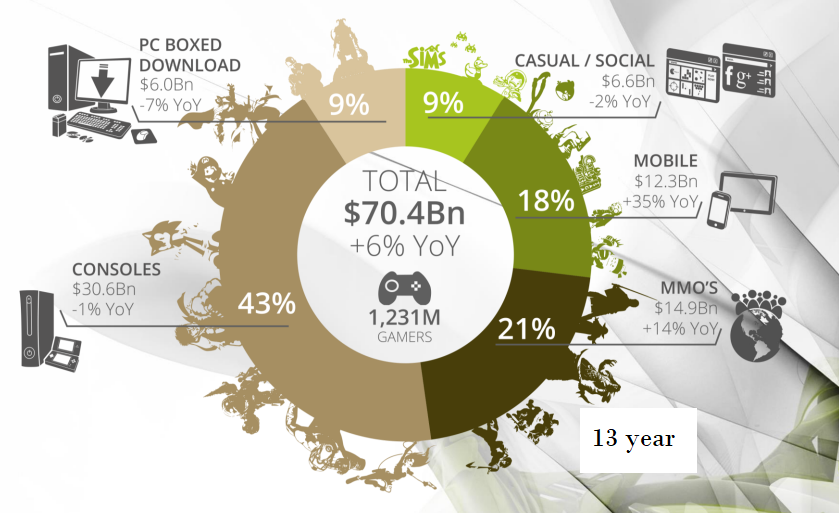 PC BOXED
DOWNLOAD
$6.0Bn
-7% YoY
9%
The SIMS
9%
CASUAL / SOCIAL
$6.6Bn
-2% YoY
f g+
MOBILE
$12.3Bn
+35% YoY
18%
TOTAL
$70.4Bn
+6% YoY
1,231M
GAMERS
CONSOLES
$30.6Bn
-1% YoY
43%
MMO'S
$14.9Bn
+14% YoY
21%
13 year